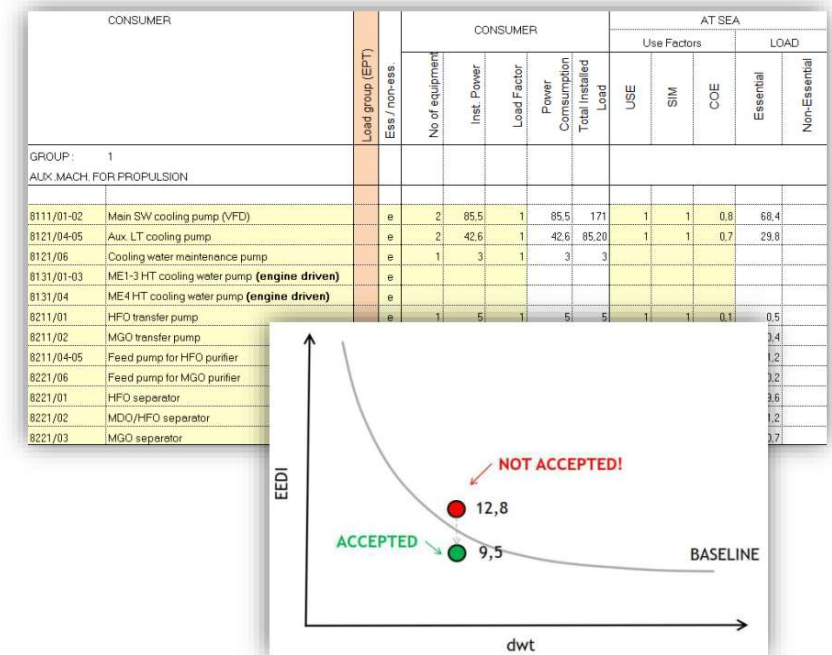 CONSUMER
Load group (EPT)
Ess./ non-ess.
CONSUMER
No of equipment
Inst. Power
Load Factor
Power Comsumption
Total Installed Load
AT SEA
Use Factors
LOAD
USE
SIM
COE
Essential
Non-Essential
GROUP: 1
AUX.MACH. FOR PROPULSION
8111/01-02 Main SW cooling pump (VFD) e 2 85,5 1 85,5 171 1 1 0,8 68,4
8121/04-05 Aux. LT cooling pump e 2 42,6 1 42,6 85,20 1 1 0,7 29,8
8121/06 Cooling water maintenance pump e 1 3 1 3 3
8131/01-03 ME1-3 HT cooling water pump (engine driven) e
8131/04 ME4 HT cooling water pump (engine driven) e
8211/01 HFO transfer pump e 1 5 1 5 5 1 1 0,1 0,5
8211/02 MGO transfer pump
8211/04-05 Feed pump for HFO purifier
8221/06 Feed pump for MGO purifier
8221/01 HFO separator
8221/02 MDO/HFO separator
8221/03 MGO separator
EEDI
NOT ACCEPTED!
12,8
ACCEPTED
9,5
BASELINE
dwt